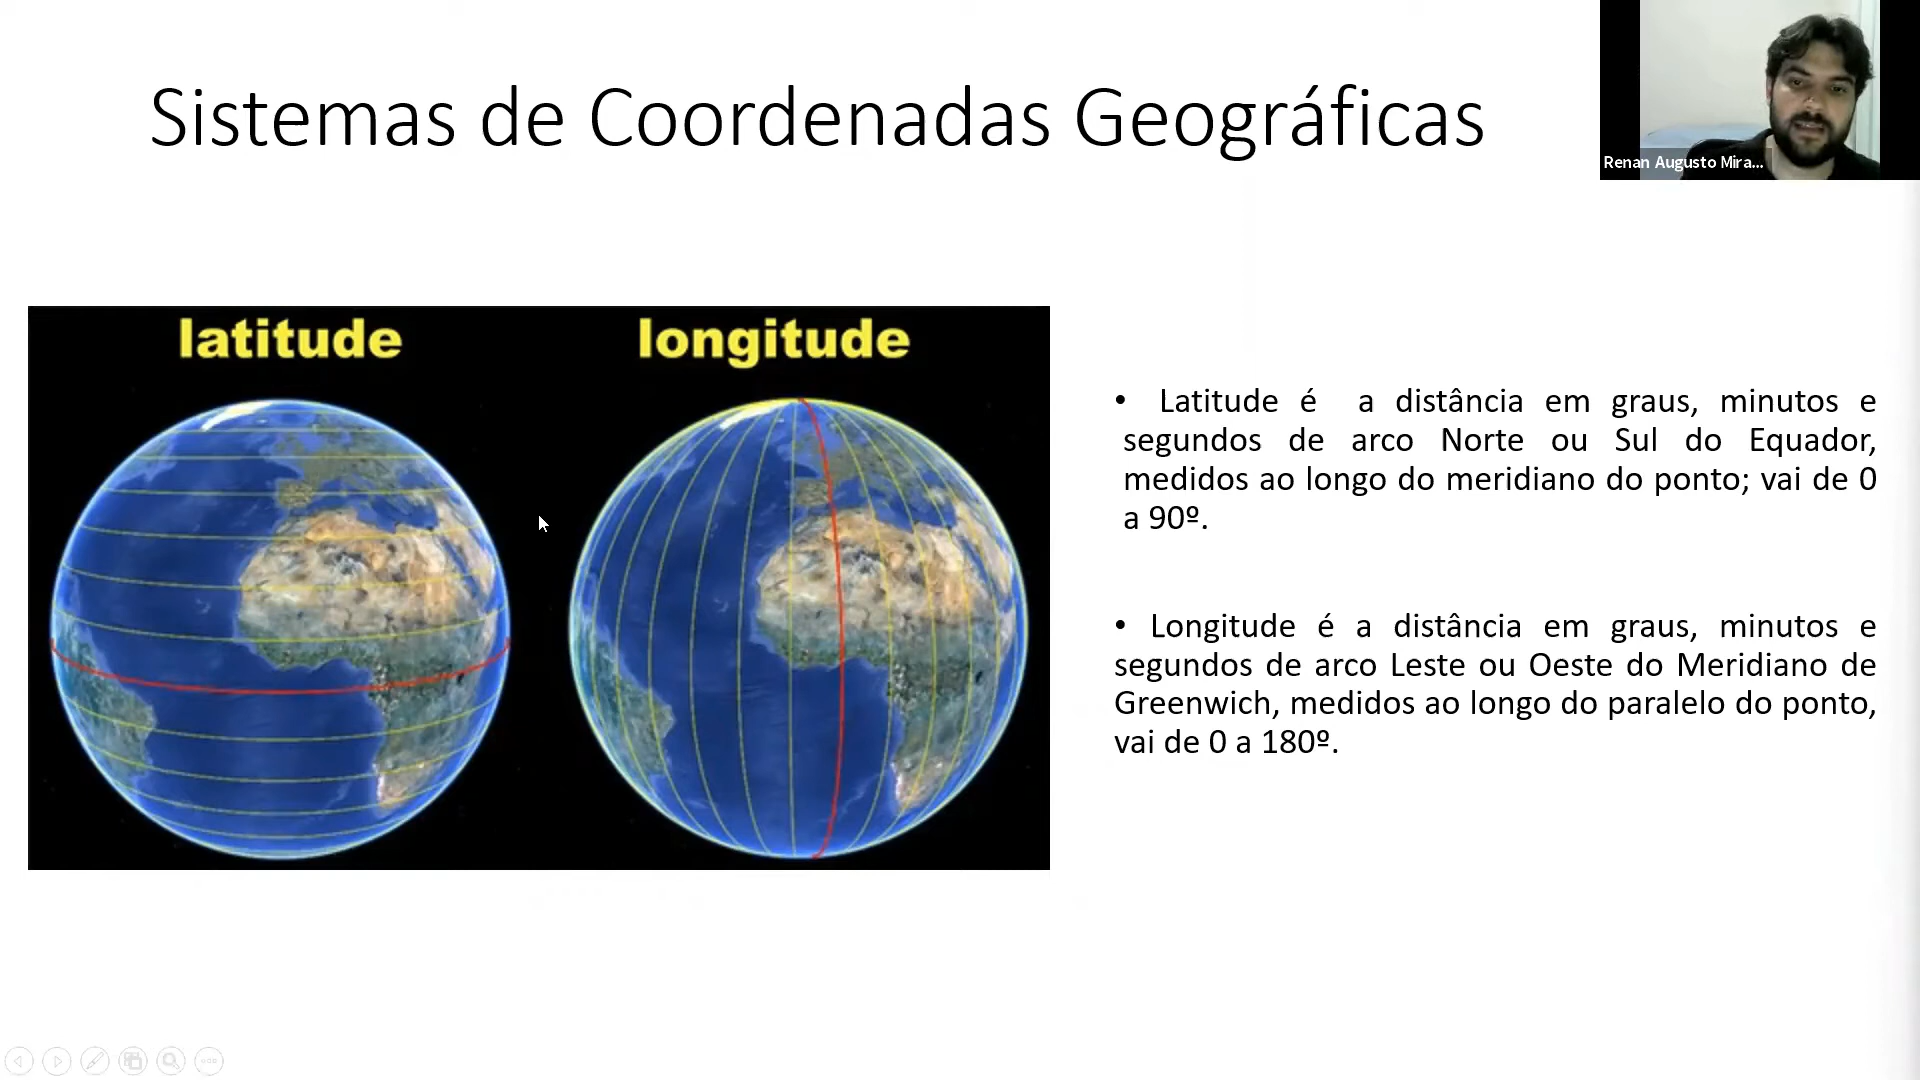 Sistemas de Coordenadas Geográficas
Renan Augusto Mira...
latitude
longitude
• Latitude é a distância em graus, minutos e
segundos de arco Norte ou Sul do Equador,
medidos ao longo do meridiano do ponto; vai de 0
a 90º.
• Longitude é a distância em graus, minutos e
segundos de arco Leste ou Oeste do Meridiano de
Greenwich, medidos ao longo do paralelo do ponto,
vai de 0 a 180º.